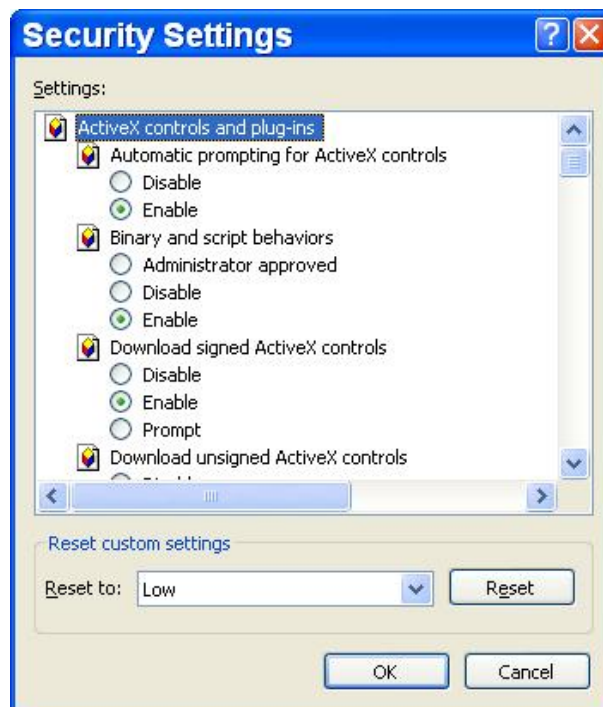 Security Settings
Settings:
ActiveX controls and plug-ins
Automatic prompting for ActiveX controls
Disable
Enable
Binary and script behaviors
Administrator approved
Disable
Enable
Download signed ActiveX controls
Disable
Enable
Prompt
Download unsigned ActiveX controls
Reset custom settings
Reset to: Low Reset
OK Cancel